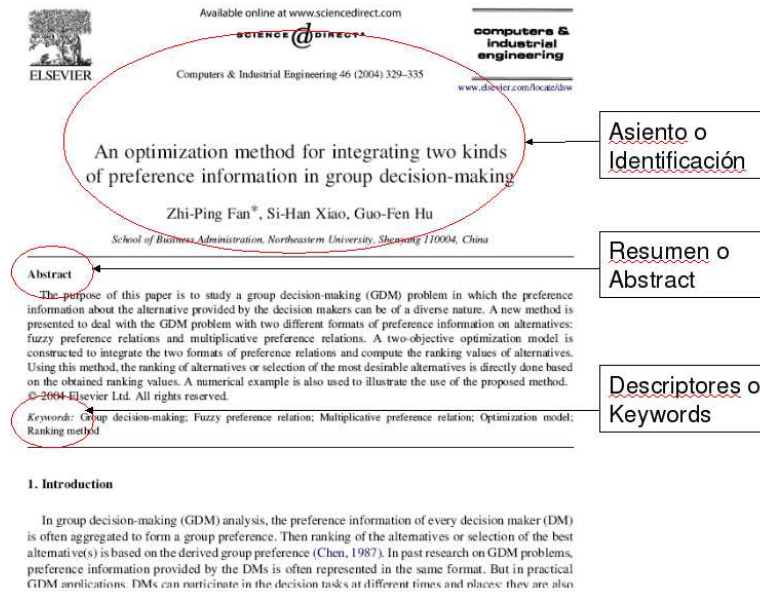 Available online at www.sciencedirect.com
SCIENCE @ DIRECT®
computers &
industrial
engineering
ELSEVIER
Computers & Industrial Engineering 46 (2004) 329–335
www.elsevier.com/locate/dsw
An optimization method for integrating two kinds
of preference information in group decision-making
Zhi-Ping Fan*, Si-Han Xiao, Guo-Fen Hu
School of Business Administration, Northeastern University, Shenyang 110004, China
Asiento o
Identificación
Abstract
Resumen o
Abstract
The purpose of this paper is to study a group decision-making (GDM) problem in which the preference
information about the alternative provided by the decision makers can be of a diverse nature. A new method is
presented to deal with the GDM problem with two different formats of preference information on alternatives:
fuzzy preference relations and multiplicative preference relations. A two-objective optimization model is
constructed to integrate the two formats of preference relations and compute the ranking values of alternatives.
Using this method, the ranking of alternatives or selection of the most desirable alternatives is directly done based
on the obtained ranking values. A numerical example is also used to illustrate the use of the proposed method.
© 2004 Elsevier Ltd. All rights reserved.
Keywords: Group decision-making; Fuzzy preference relation; Multiplicative preference relation; Optimization model;
Ranking method
Descriptores o
Keywords
1. Introduction
In group decision-making (GDM) analysis, the preference information of every decision maker (DM)
is often aggregated to form a group preference. Then ranking of the alternatives or selection of the best
alternative(s) is based on the derived group preference (Chen, 1987). In past research on GDM problems,
preference information provided by the DMs is often represented in the same format. But in practical
GDM applications, DMs can participate in the decision tasks at different times and places; they are also